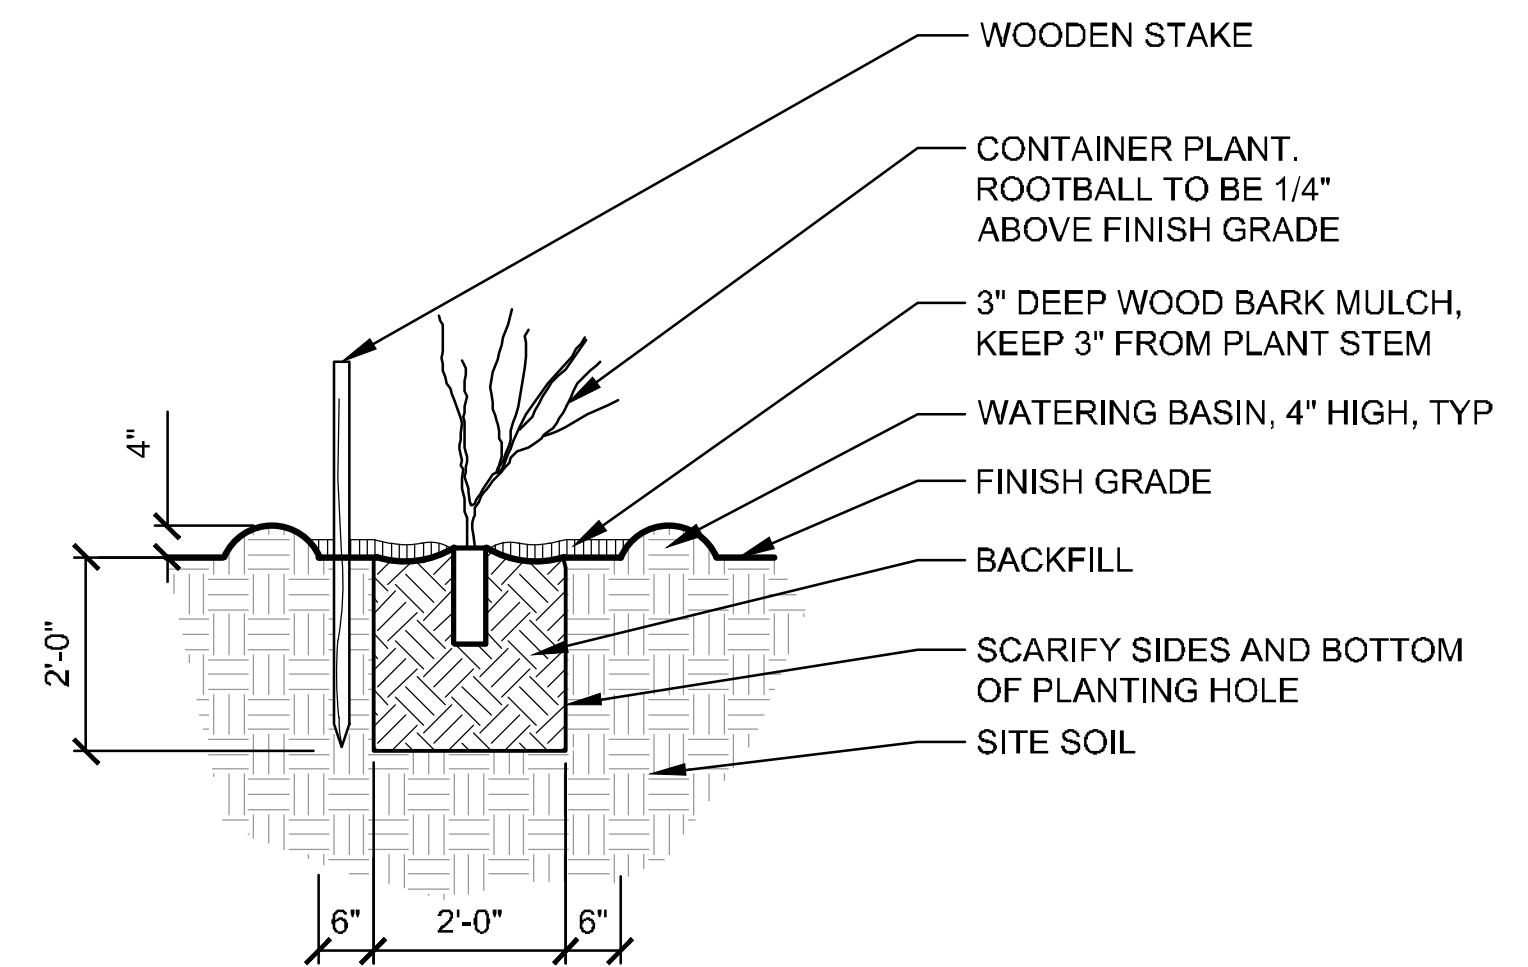 WOODEN STAKE
CONTAINER PLANT.
ROOTBALL TO BE 1/4"
ABOVE FINISH GRADE
3" DEEP WOOD BARK MULCH,
KEEP 3" FROM PLANT STEM
WATERING BASIN, 4" HIGH, TYP
FINISH GRADE
BACKFILL
SCARIFY SIDES AND BOTTOM
OF PLANTING HOLE
SITE SOIL
4"
2'-0"
6"
2'-0"
6"